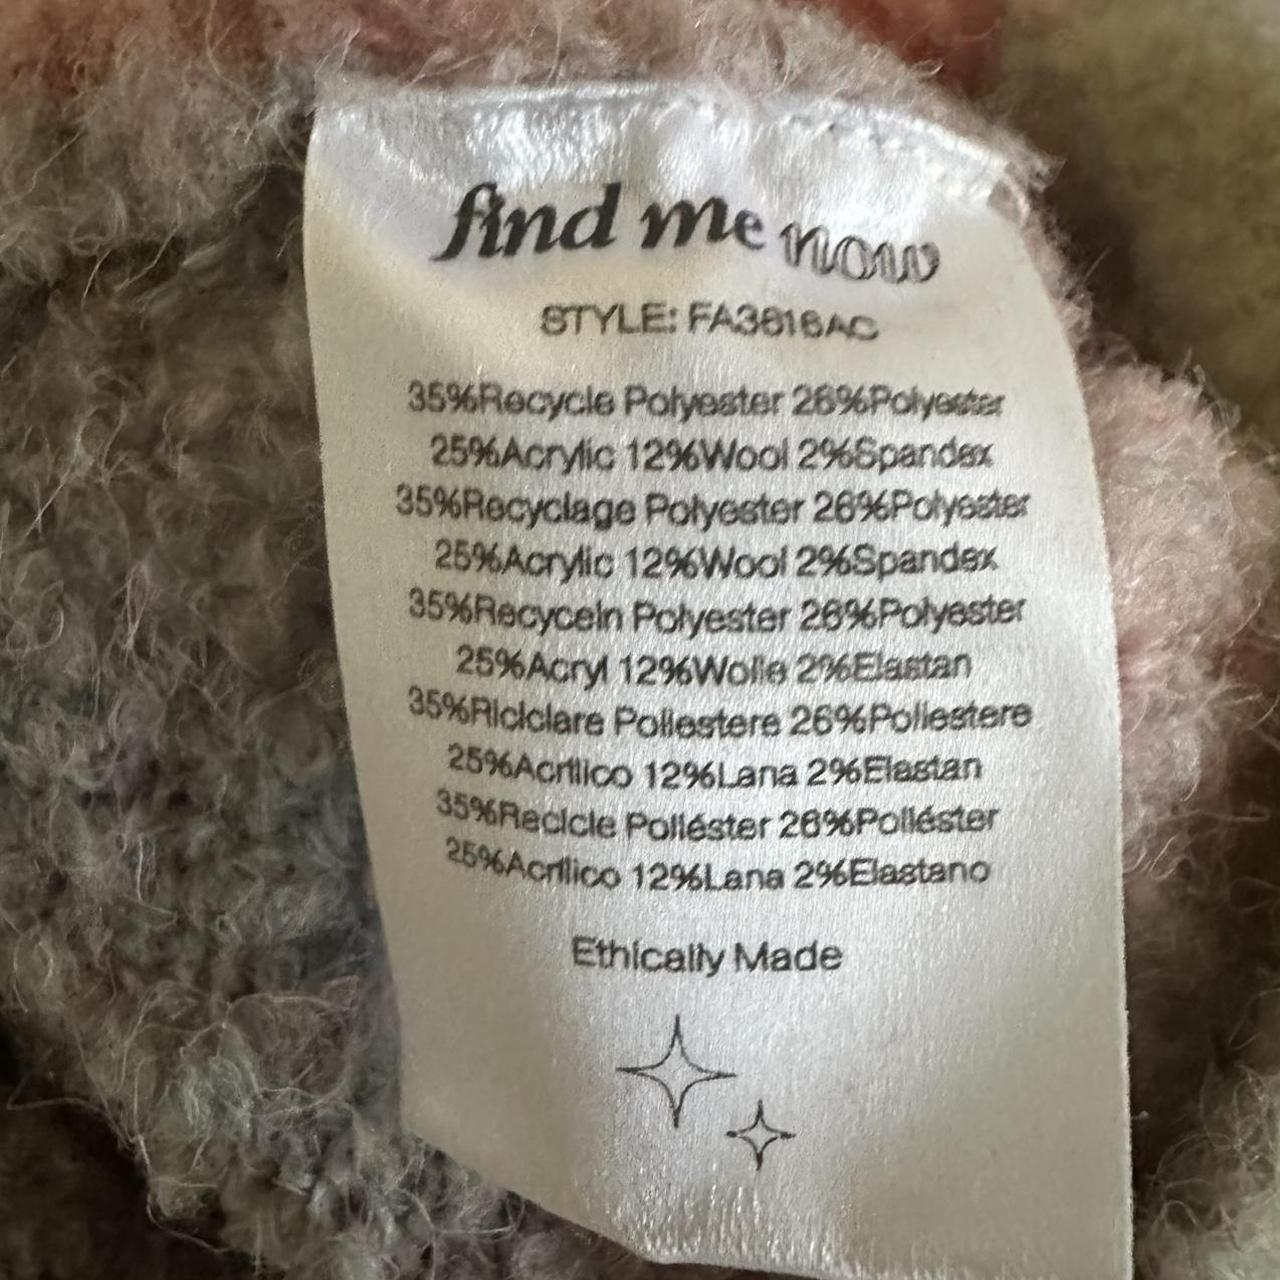 find me now
STYLE: FA3616AC
35%Recycle Polyester 26%Polyester
25%Acrylic 12%Wool 2%Spandex
35%Recyclage Polyester 26%Polyester
25%Acrylic 12%Wool 2%Spandex
35%Recyceln Polyester 26%Polyester
25%Acryl 12%Wolle 2%Elastan
35%Riciclare Poliestere 26%Poliestere
25%Acrilico 12%Lana 2%Elastan
35%Recicle Poliéster 26%Poliéster
25%Acrílico 12%Lana 2%Elastano
Ethically Made